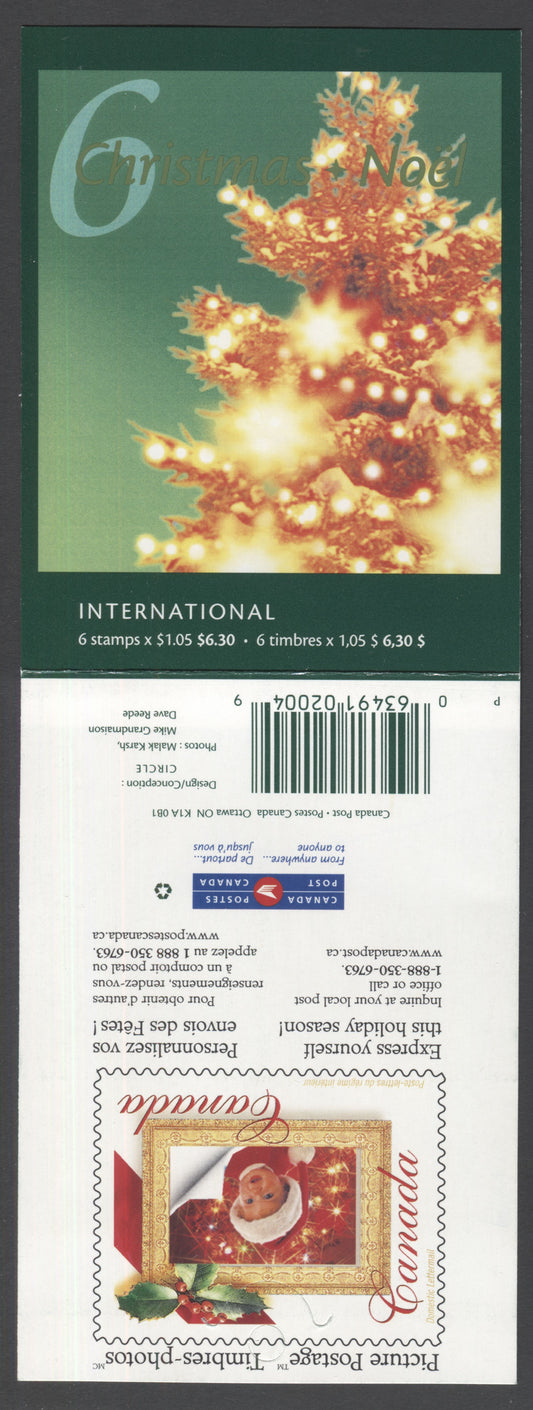 6
Christmas • Noël
INTERNATIONAL
6 stamps x $1.05 $6.30 • 6 timbres x 1,05 $ 6,30 $
Picture Postage™ Timbres-photosMC
Canada
Domestic Lettermail
Canada
Poste-lettres du régime intérieur
Express yourself
this holiday season!
Inquire at your local post
office or call
1-888-350-6763.
www.canadapost.ca
Personnalisez vos
envois des Fêtes!
Pour obtenir d'autres
renseignements, rendez-vous
à un comptoir postal ou
appelez au 1 888 350-6763.
www.postescanada.ca
CANADA POST
POSTES CANADA
From anywhere...
to anyone
De partout...
jusqu'à vous
Canada Post • Postes Canada Ottawa ON K1A 0B1
Design/Conception :
CIRCLE
Photos : Malak Karsh,
Mike Grandmaison
Dave Reede
P
0 63491 02004 9